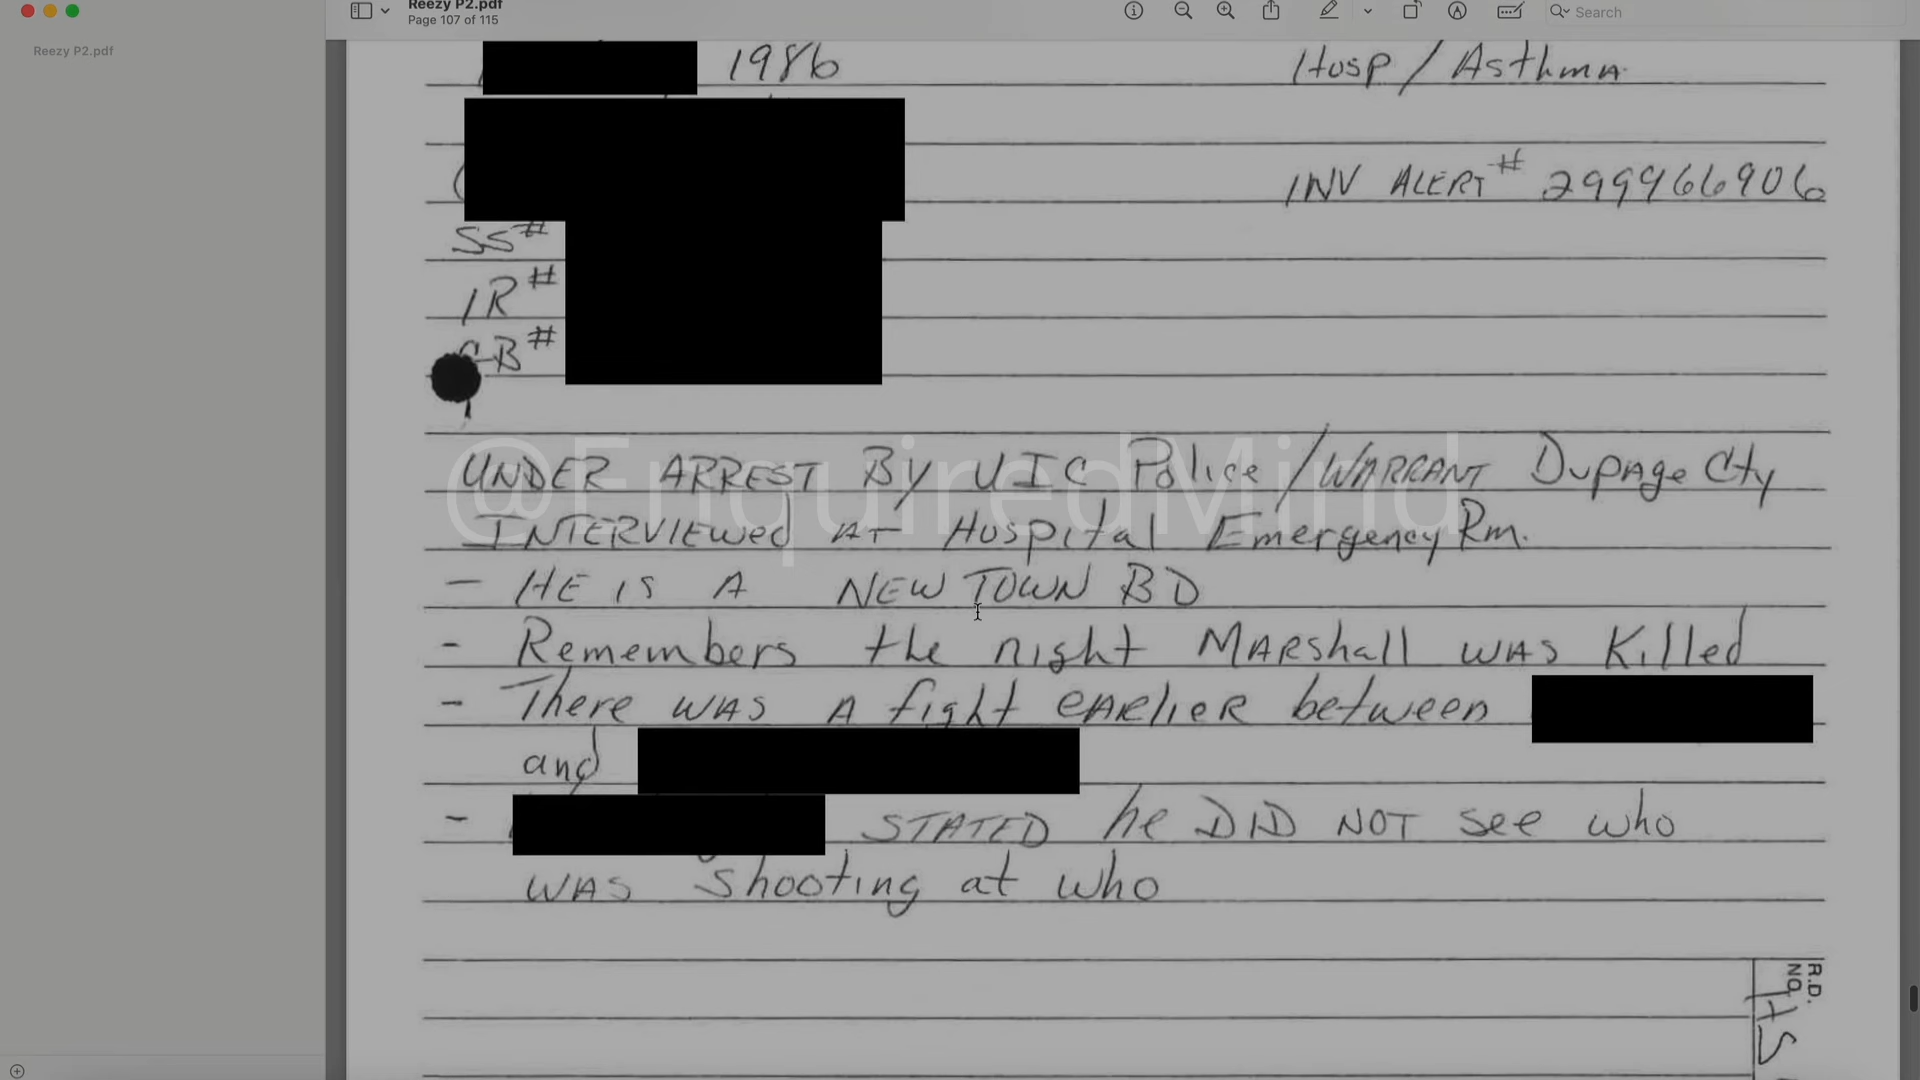 Reezy P2.pdf
Page 107 of 115
Search
Reezy P2.pdf
1986 Hosp / Asthma
INV ALERT # 299966906
SS #
IR #
CB #
@EnquiredMind
UNDER ARREST By UIC Police / WARRANT Dupage Cty
INTERVIEWed AT Hospital Emergency Rm.
- HE IS A NEW TOWN BD
- Remembers the night MARshall was Killed
- There was A fight earlier between
and
- STATED he DID NOT see who
was shooting at who
R.D.
NO.
HS